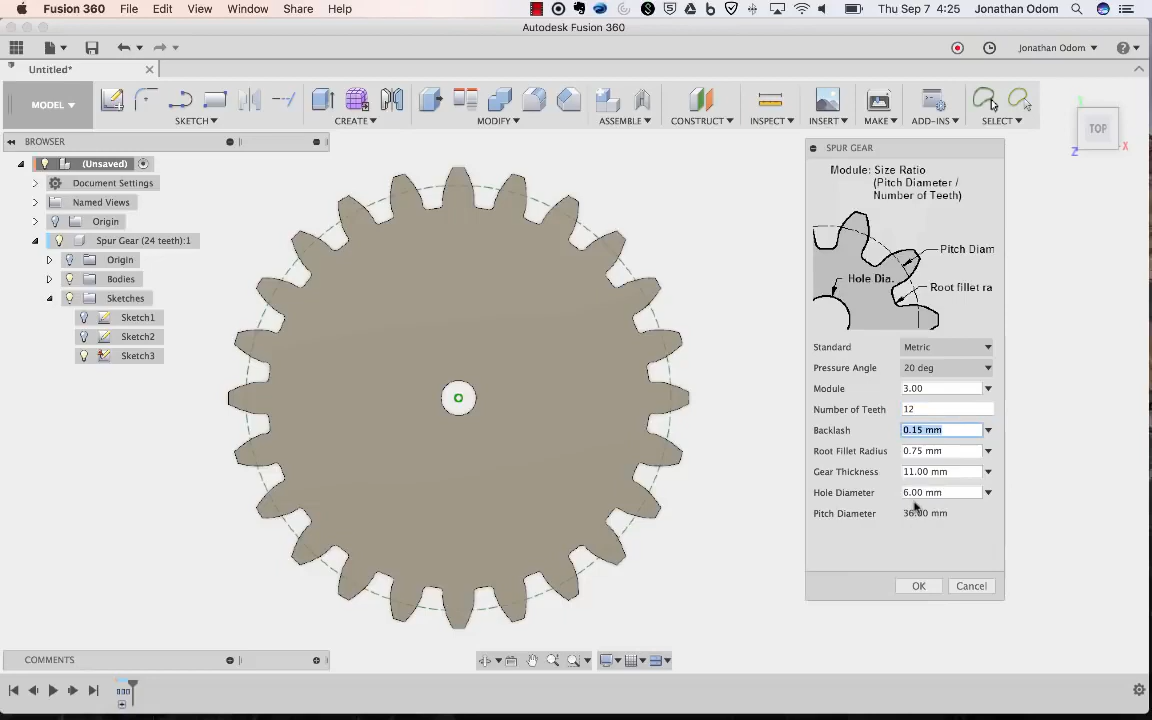 Fusion 360 File Edit View Window Share Help Thu Sep 7 4:25 Jonathan Odom
Autodesk Fusion 360
Jonathan Odom
Untitled*
MODEL
SKETCH CREATE MODIFY ASSEMBLE CONSTRUCT INSPECT INSERT MAKE ADD-INS SELECT
TOP
X
Z
BROWSER
(Unsaved)
Document Settings
Named Views
Origin
Spur Gear (24 teeth):1
Origin
Bodies
Sketches
Sketch1
Sketch2
Sketch3
SPUR GEAR
Module: Size Ratio
(Pitch Diameter /
Number of Teeth)
Pitch Diam
Hole Dia.
Root fillet ra
Standard Metric
Pressure Angle 20 deg
Module 3.00
Number of Teeth 12
Backlash 0.15 mm
Root Fillet Radius 0.75 mm
Gear Thickness 11.00 mm
Hole Diameter 6.00 mm
Pitch Diameter 36.00 mm
OK Cancel
COMMENTS